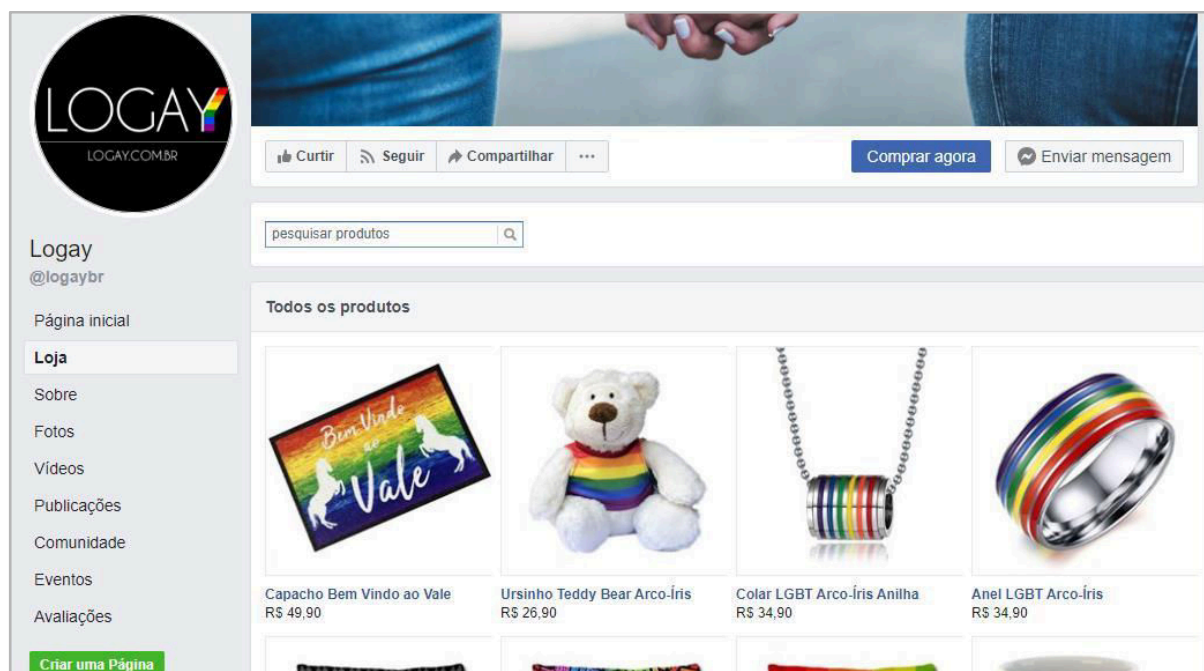 LOGAY
LOGAY.COM.BR
Logay
@logaybr
Página inicial
Loja
Sobre
Fotos
Vídeos
Publicações
Comunidade
Eventos
Avaliações
Criar uma Página
Curtir
Seguir
Compartilhar
Comprar agora
Enviar mensagem
pesquisar produtos
Todos os produtos
Bem Vindo
ao
Vale
Capacho Bem Vindo ao Vale
R$ 49,90
Ursinho Teddy Bear Arco-Íris
R$ 26,90
Colar LGBT Arco-Íris Anilha
R$ 34,90
Anel LGBT Arco-Íris
R$ 34,90